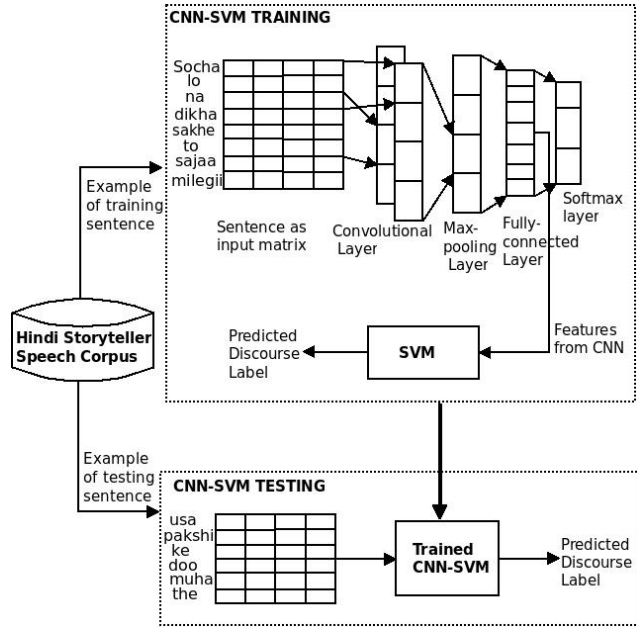 CNN-SVM TRAINING
Socha
lo
na
dikha
sakhe
to
sajaa
milegii
Example
of training
sentence
Sentence as
input matrix
Convolutional
Layer
Max-
pooling
Layer
Fully-
connected
Layer
Softmax
layer
Hindi Storyteller
Speech Corpus
Predicted
Discourse
Label
SVM
Features
from CNN
Example
of testing
sentence
CNN-SVM TESTING
usa
pakshi
ke
doo
muha
the
Trained
CNN-SVM
Predicted
Discourse
Label